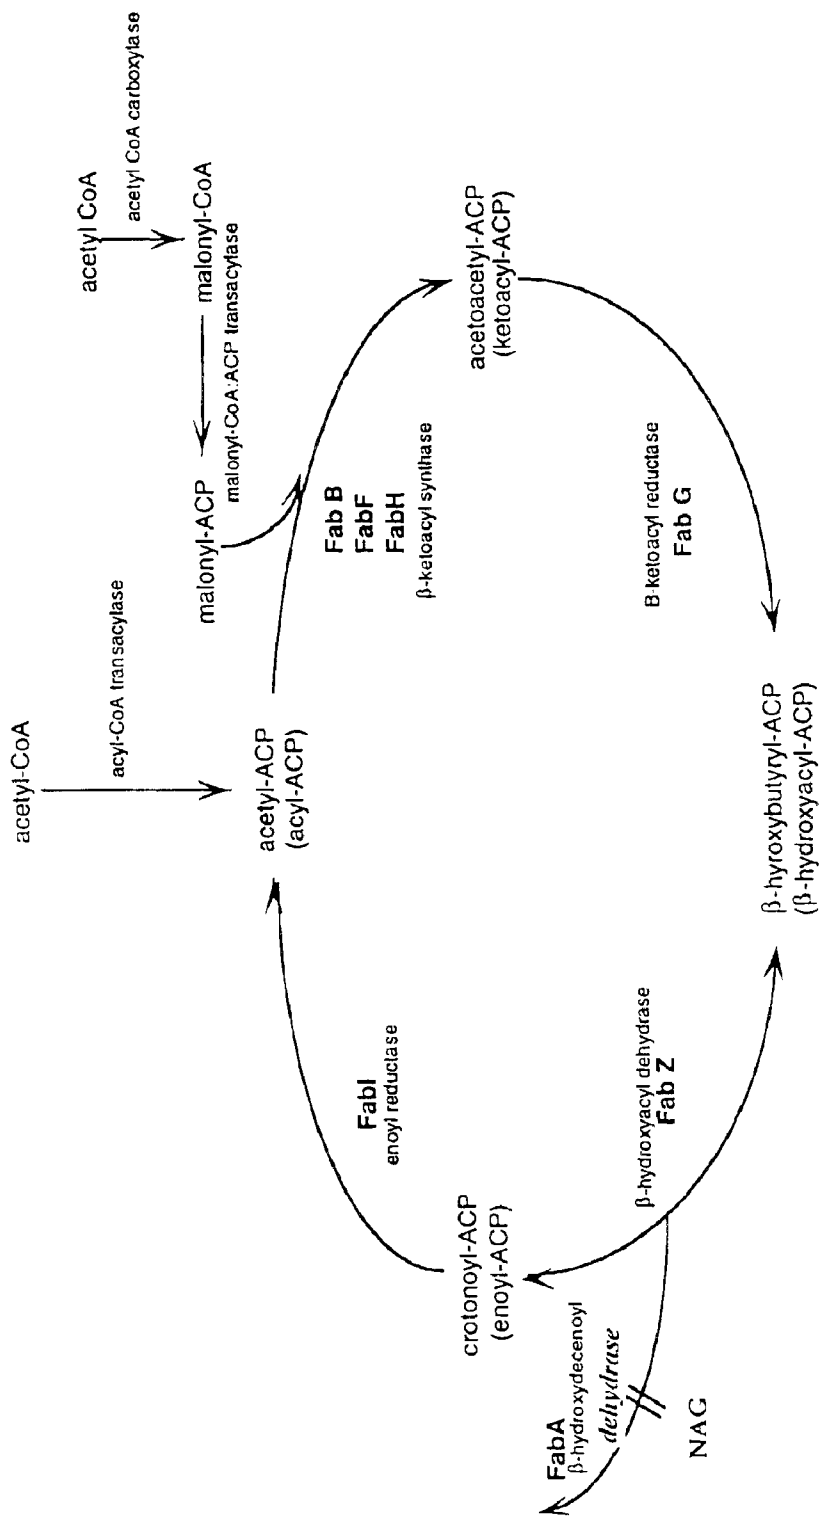 acetyl-CoA
acyl-CoA transacylase
acetyl-ACP
(acyl-ACP)
acetyl CoA
acetyl CoA carboxylase
malonyl-CoA
malonyl-CoA:ACP transacylase
malonyl-ACP
Fab B
FabF
FabH
β-ketoacyl synthase
acetoacetyl-ACP
(ketoacyl-ACP)
B-ketoacyl reductase
Fab G
β-hyroxybutyryl-ACP
(β-hydroxyacyl-ACP)
β-hydroxyacyl dehydrase
Fab Z
crotonoyl-ACP
(enoyl-ACP)
FabI
enoyl reductase
FabA
β-hydroxydecenoyl
dehydrase
NAG